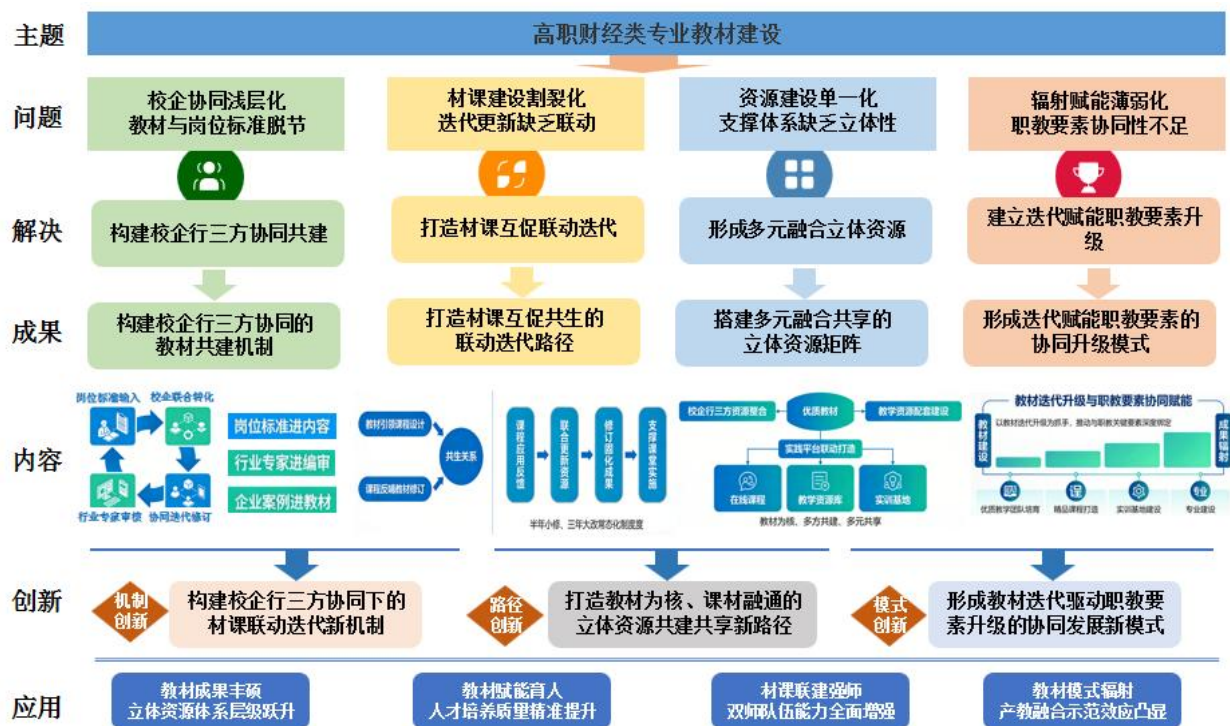 主题
高职财经类专业教材建设
问题
校企协同浅层化
教材与岗位标准脱节
材课建设割裂化
迭代更新缺乏联动
资源建设单一化
支撑体系缺乏立体性
辐射赋能薄弱化
职教要素协同性不足
解决
构建校企行三方协同共建
打造材课互促联动迭代
形成多元融合立体资源
建立迭代赋能职教要素升
级
成果
构建校企行三方协同的
教材共建机制
打造材课互促共生的
联动迭代路径
搭建多元融合共享的
立体资源矩阵
形成迭代赋能职教要素的
协同升级模式
内容
岗位标准输入
校企联合转化
行业专家审核
协同迭代修订
岗位标准进内容
行业专家进编审
企业案例进教材
教材引领课程设计
课程反哺教材修订
共生关系
课程应用反馈
联合更新资源
修订固化成果
支撑课堂实施
半年小修、三年大改常态化制度度
校企行三方资源整合
优质教材
教学资源配套建设
实践平台联动打造
在线课程
教学资源库
实训基地
教材为核、多方共建、多元共享
教材迭代升级与职教要素协同赋能
以教材迭代升级为抓手，推动与职教关键要素深度绑定
教材建设
成果辐射
优质教学团队培育
精品课程打造
实训基地建设
专业
专业建设
创新
机制
创新
构建校企行三方协同下的
材课联动迭代新机制
路径
创新
打造教材为核、课材融通的
立体资源共建共享新路径
模式
创新
形成教材迭代驱动职教要
素升级的协同发展新模式
应用
教材成果丰硕
立体资源体系层级跃升
教材赋能育人
人才培养质量精准提升
材课联建强师
双师队伍能力全面增强
教材模式辐射
产教融合示范效应凸显